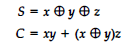 S = x ⊕ y ⊕ z
C = xy + (x ⊕ y)z